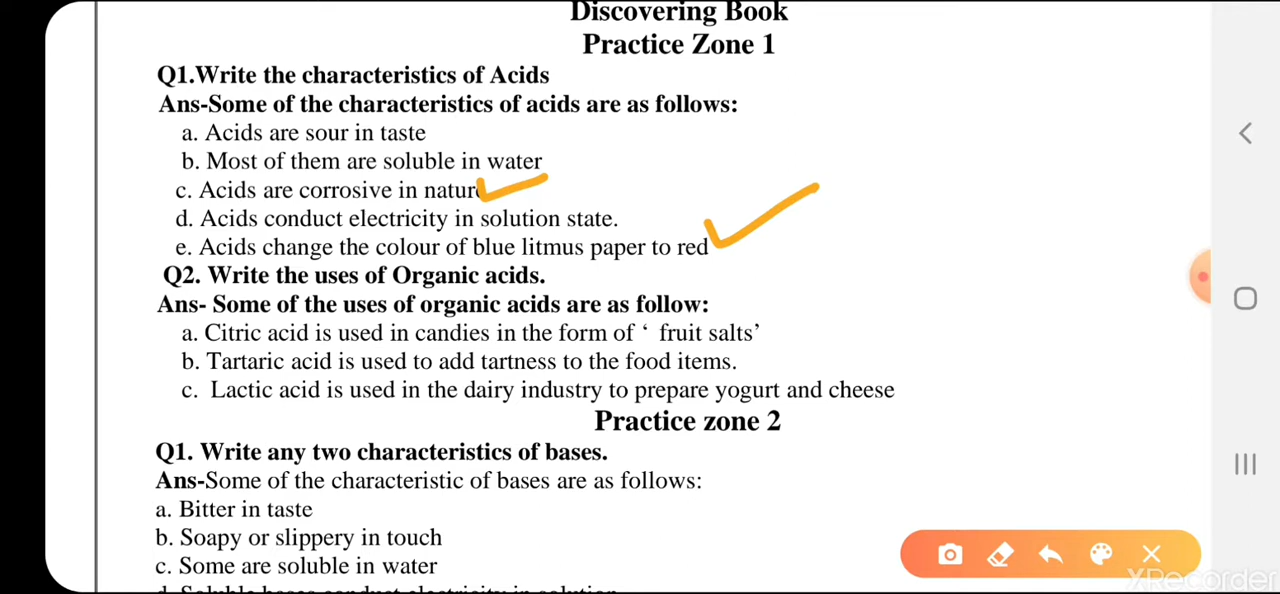 Discovering Book
Practice Zone 1
Q1.Write the characteristics of Acids
Ans-Some of the characteristics of acids are as follows:
a. Acids are sour in taste
b. Most of them are soluble in water
c. Acids are corrosive in nature
d. Acids conduct electricity in solution state.
e. Acids change the colour of blue litmus paper to red
Q2. Write the uses of Organic acids.
Ans- Some of the uses of organic acids are as follow:
a. Citric acid is used in candies in the form of ‘ fruit salts’
b. Tartaric acid is used to add tartness to the food items.
c. Lactic acid is used in the dairy industry to prepare yogurt and cheese
Practice zone 2
Q1. Write any two characteristics of bases.
Ans-Some of the characteristic of bases are as follows:
a. Bitter in taste
b. Soapy or slippery in touch
c. Some are soluble in water
d. Soluble bases conduct electricity in solution
XRecorder